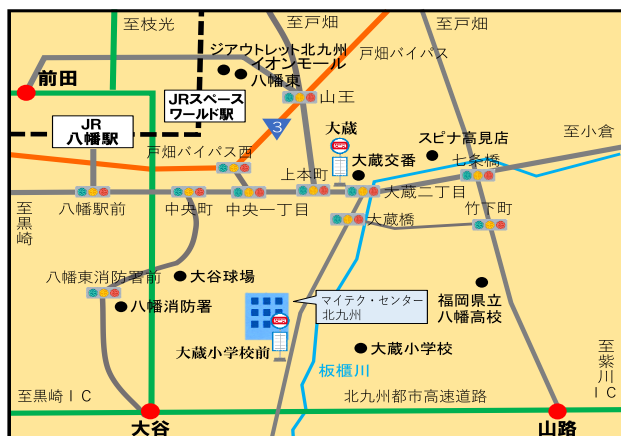 至枝光
至戸畑
至戸畑
戸畑バイパス
ジアウトレット北九州
イオンモール
八幡東
前田
山王
JRスペース
ワールド駅
3
JR
八幡駅
大蔵
スピナ高見店
至小倉
戸畑バイパス西
大蔵交番
七条橋
上本町
至黒崎
八幡駅前
中央町
中央一丁目
大蔵二丁目
竹下町
大蔵橋
八幡東消防署前
大谷球場
八幡消防署
マイテク・センター
北九州
福岡県立
八幡高校
大蔵小学校前
大蔵小学校
板櫃川
至紫川IC
至黒崎IC
北九州都市高速道路
大谷
山路